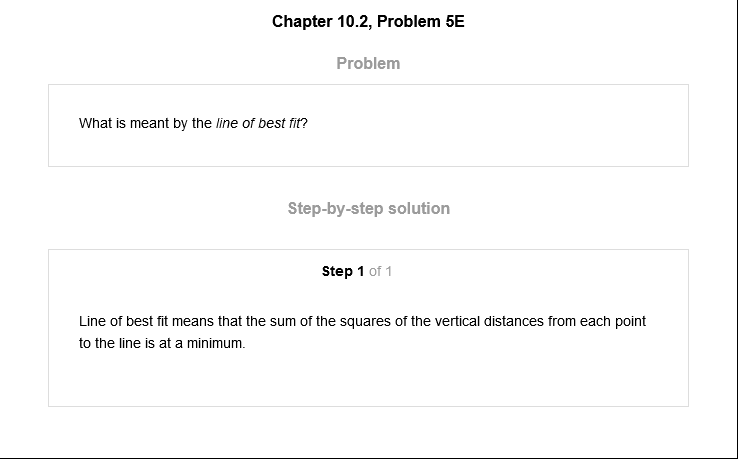 Chapter 10.2, Problem 5E
Problem
What is meant by the line of best fit?
Step-by-step solution
Step 1 of 1
Line of best fit means that the sum of the squares of the vertical distances from each point
to the line is at a minimum.